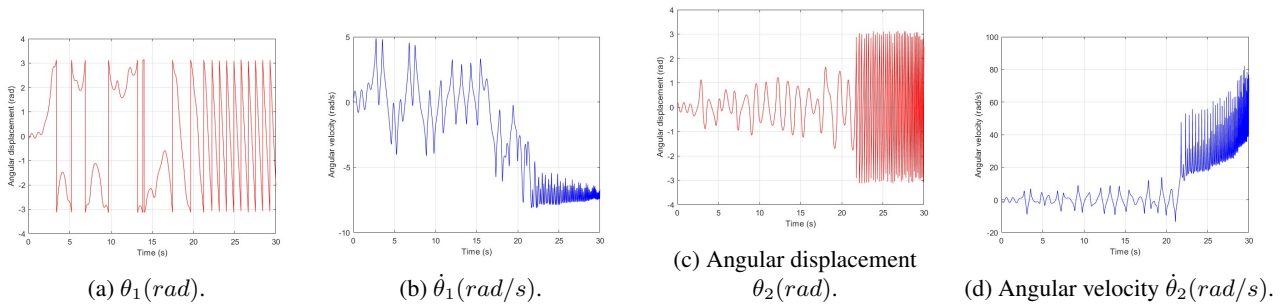 4
3
2
1
0
-1
-2
-3
-4
0 5 10 15 20 25 30
Angular displacement (rad)
Time (s)
(a) θ₁(rad).
5
0
-5
-10
0 5 10 15 20 25 30
Angular velocity (rad/s)
Time (s)
(b) θ̇₁(rad/s).
4
3
2
1
0
-1
-2
-3
-4
0 5 10 15 20 25 30
Angular displacement (rad)
Time (s)
(c) Angular displacement
θ₂(rad).
100
80
60
40
20
0
-20
0 5 10 15 20 25 30
Angular velocity (rad/s)
Time (s)
(d) Angular velocity θ̇₂(rad/s).